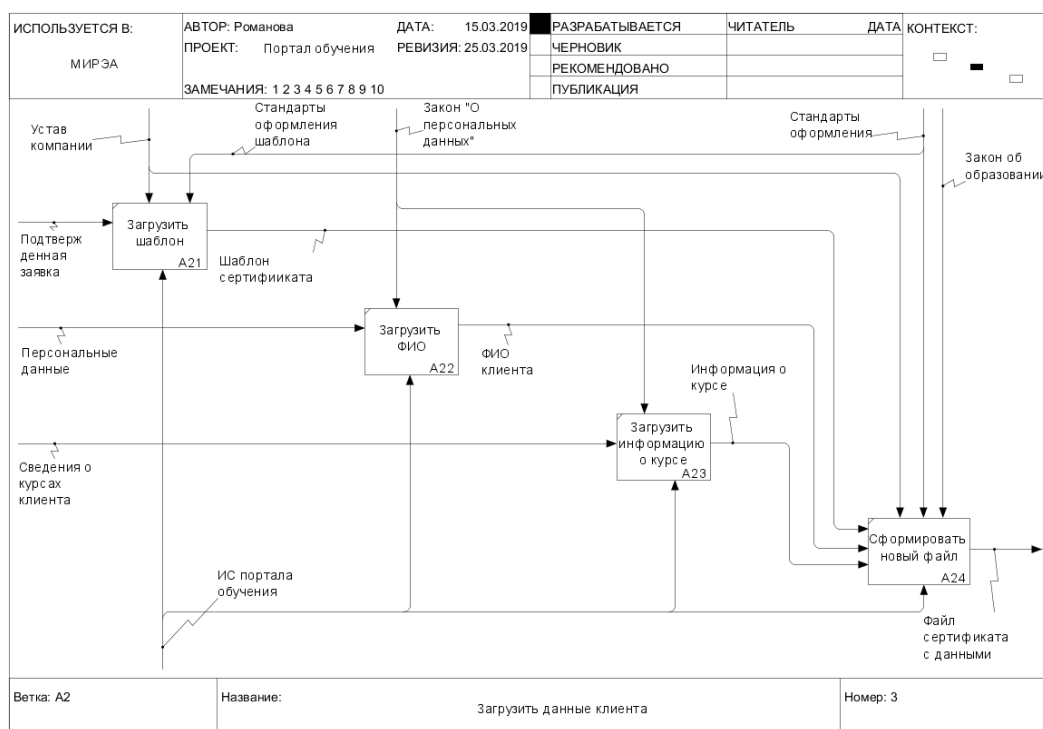 ИСПОЛЬЗУЕТСЯ В:
МИРЭА
АВТОР: Романова
ДАТА: 15.03.2019
ПРОЕКТ: Портал обучения
РЕВИЗИЯ: 25.03.2019
ЗАМЕЧАНИЯ: 1 2 3 4 5 6 7 8 9 10
РАЗРАБАТЫВАЕТСЯ
ЧЕРНОВИК
РЕКОМЕНДОВАНО
ПУБЛИКАЦИЯ
ЧИТАТЕЛЬ
ДАТА
КОНТЕКСТ:
Устав
компании
Стандарты
оформления
шаблона
Закон "О
персональных
данных"
Стандарты
оформления
Закон об
образовании
Подтверж
денная
заявка
Загрузить
шаблон
A21
Шаблон
сертифииката
Персональные
данные
Загрузить
ФИО
A22
ФИО
клиента
Информация о
курсе
Сведения о
курсах
клиента
Загрузить
информацию
о курсе
A23
Сформировать
новый файл
A24
ИС портала
обучения
Файл
сертификата
с данными
Ветка: A2
Название:
Загрузить данные клиента
Номер: 3